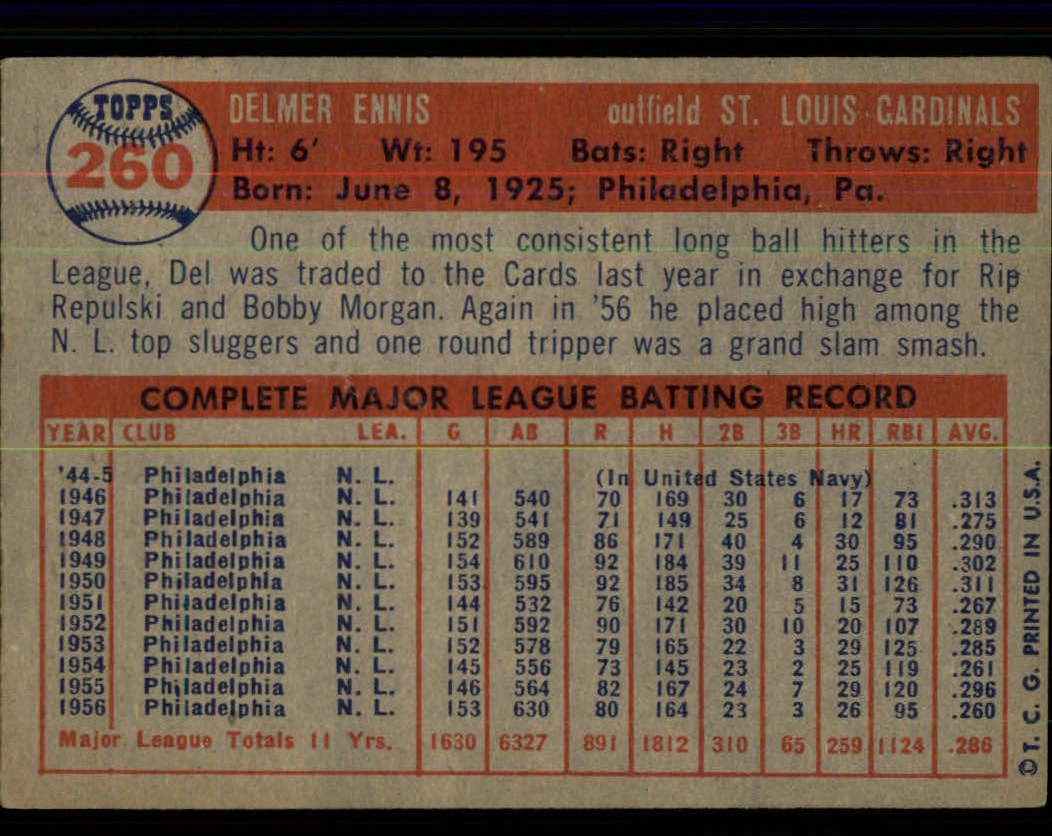 TOPPS
260
DELMER ENNIS outfield ST. LOUIS CARDINALS
Ht: 6' Wt: 195 Bats: Right Throws: Right
Born: June 8, 1925; Philadelphia, Pa.
One of the most consistent long ball hitters in the
League, Del was traded to the Cards last year in exchange for Rip
Repulski and Bobby Morgan. Again in '56 he placed high among the
N. L. top sluggers and one round tripper was a grand slam smash.
COMPLETE MAJOR LEAGUE BATTING RECORD
YEAR CLUB LEA. G AB R H 2B 3B HR RBI AVG.
'44-5 Philadelphia N. L. (In United States Navy)
1946 Philadelphia N. L. 141 540 70 169 30 6 17 73 .313
1947 Philadelphia N. L. 139 541 71 149 25 6 12 81 .275
1948 Philadelphia N. L. 152 589 86 171 40 4 30 95 .290
1949 Philadelphia N. L. 154 610 92 184 39 11 25 110 .302
1950 Philadelphia N. L. 153 595 92 185 34 8 31 126 .311
1951 Philadelphia N. L. 144 532 76 142 20 5 15 73 .267
1952 Philadelphia N. L. 151 592 90 171 30 10 20 107 .289
1953 Philadelphia N. L. 152 578 79 165 22 3 29 125 .285
1954 Philadelphia N. L. 145 556 73 145 23 2 25 119 .261
1955 Philadelphia N. L. 146 564 82 167 24 7 29 120 .296
1956 Philadelphia N. L. 153 630 80 164 23 3 26 95 .260
Major League Totals 11 Yrs. 1630 6327 891 1812 310 65 259 1124 .286
© T. C. G. PRINTED IN U.S.A.